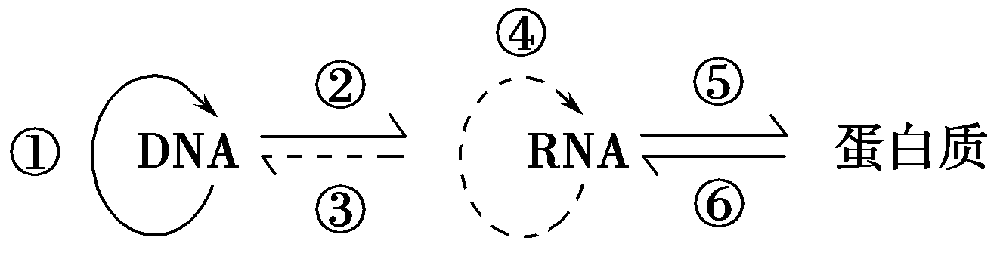 ④
② ⑤
① DNA RNA 蛋白质
③ ⑥